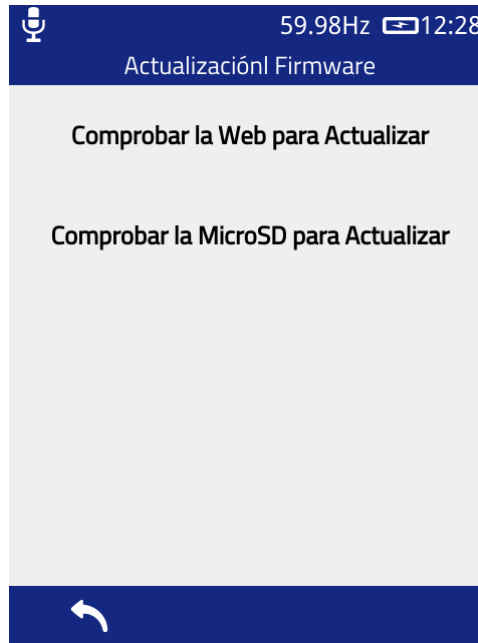 59.98Hz 12:28
Actualizaciónl Firmware
Comprobar la Web para Actualizar
Comprobar la MicroSD para Actualizar